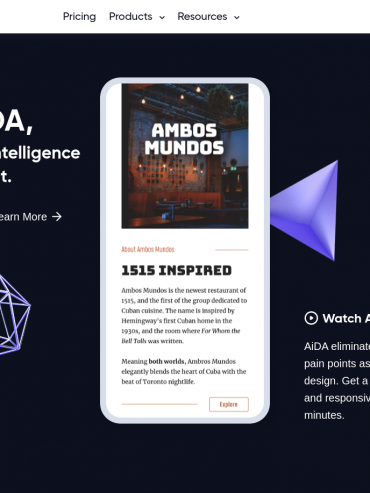 Pricing Products Resources
DA,
ntelligence
t.
earn More
AMBOS
MUNDOS
About Ambos Mundos
1515 INSPIRED
Ambos Mundos is the newest restaurant of
1515, and the first of the group dedicated to
Cuban cuisine. The name is inspired by
Hemingway's first Cuban home in the
1930s, and the room where For Whom the
Bell Tolls was written.
Meaning both worlds, Ambros Mundos
elegantly blends the heart of Cuba with the
beat of Toronto nightlife.
Explore
Watch A
AiDA eliminate
pain points as
design. Get a
and responsiv
minutes.